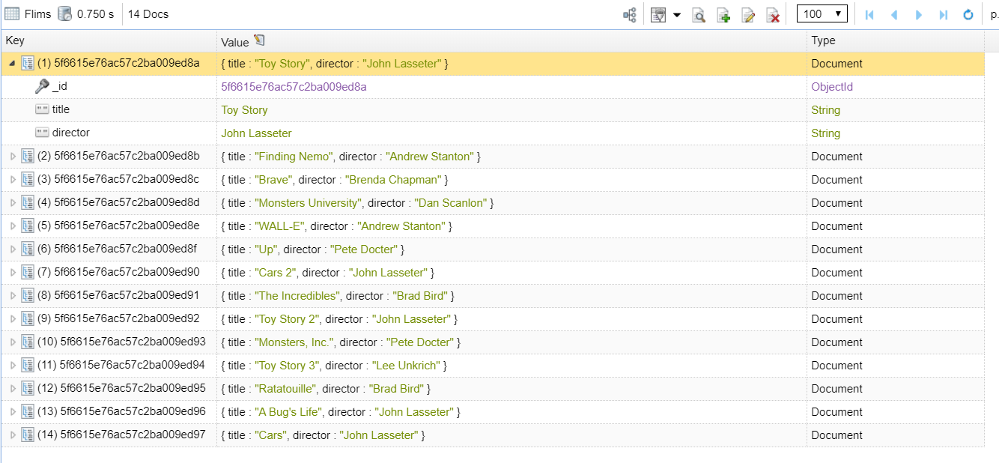 Flims 0.750 s 14 Docs 100 p.
Key Value Type
(1) 5f6615e76ac57c2ba009ed8a { title : "Toy Story", director : "John Lasseter" } Document
_id 5f6615e76ac57c2ba009ed8a ObjectId
"" title Toy Story String
"" director John Lasseter String
(2) 5f6615e76ac57c2ba009ed8b { title : "Finding Nemo", director : "Andrew Stanton" } Document
(3) 5f6615e76ac57c2ba009ed8c { title : "Brave", director : "Brenda Chapman" } Document
(4) 5f6615e76ac57c2ba009ed8d { title : "Monsters University", director : "Dan Scanlon" } Document
(5) 5f6615e76ac57c2ba009ed8e { title : "WALL-E", director : "Andrew Stanton" } Document
(6) 5f6615e76ac57c2ba009ed8f { title : "Up", director : "Pete Docter" } Document
(7) 5f6615e76ac57c2ba009ed90 { title : "Cars 2", director : "John Lasseter" } Document
(8) 5f6615e76ac57c2ba009ed91 { title : "The Incredibles", director : "Brad Bird" } Document
(9) 5f6615e76ac57c2ba009ed92 { title : "Toy Story 2", director : "John Lasseter" } Document
(10) 5f6615e76ac57c2ba009ed93 { title : "Monsters, Inc.", director : "Pete Docter" } Document
(11) 5f6615e76ac57c2ba009ed94 { title : "Toy Story 3", director : "Lee Unkrich" } Document
(12) 5f6615e76ac57c2ba009ed95 { title : "Ratatouille", director : "Brad Bird" } Document
(13) 5f6615e76ac57c2ba009ed96 { title : "A Bug's Life", director : "John Lasseter" } Document
(14) 5f6615e76ac57c2ba009ed97 { title : "Cars", director : "John Lasseter" } Document